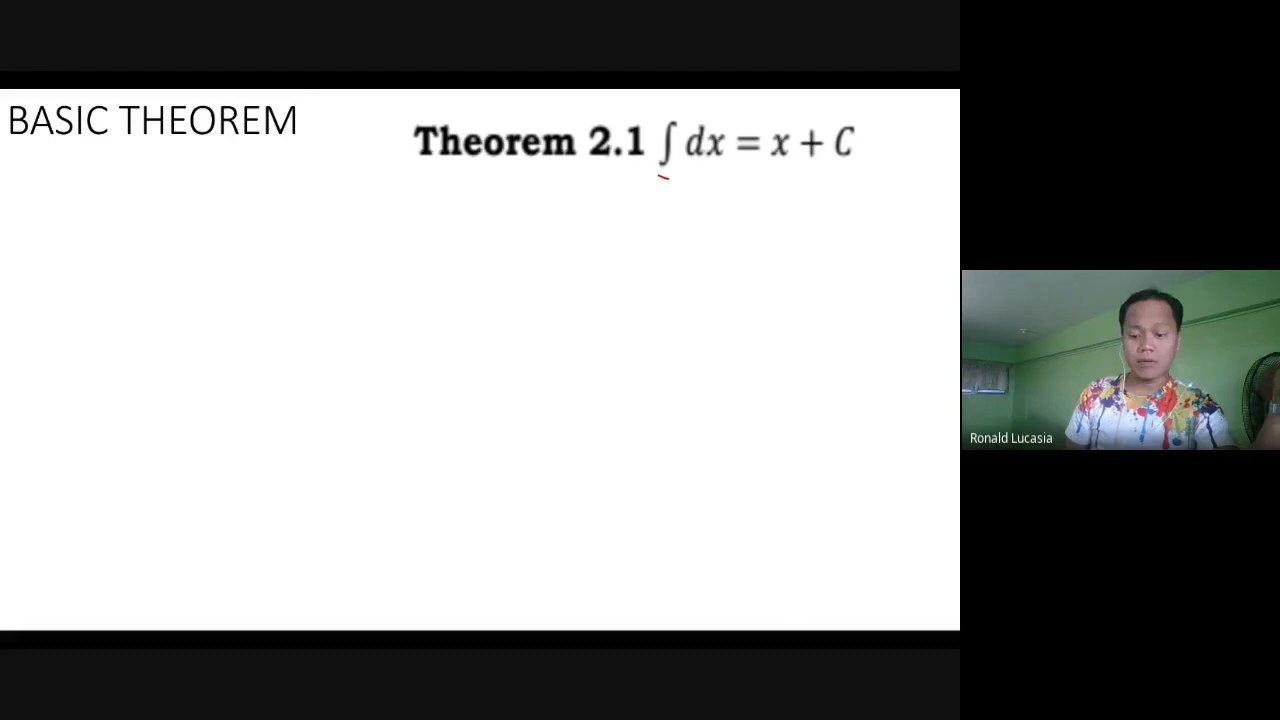 BASIC THEOREM
Theorem 2.1 ∫ dx = x + C
Ronald Lucasia